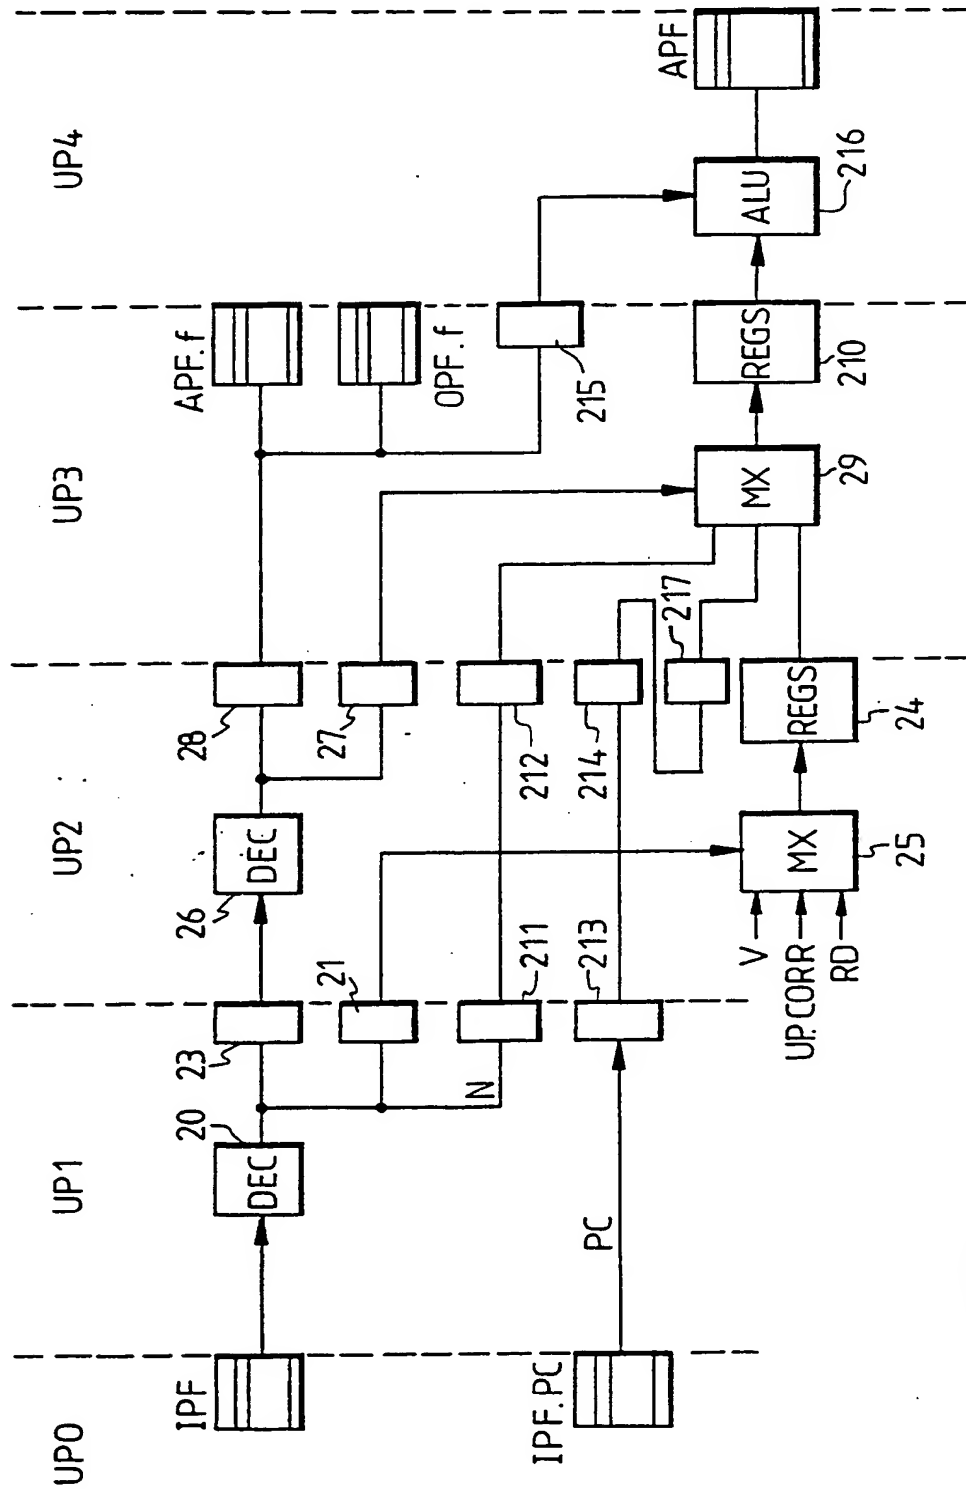 UP0
UP1
UP2
UP3
UP4
IPF
DEC
20
23
DEC
26
28
APF.f
21
27
OPF.f
N
211
212
215
IPF.PC
PC
213
214
217
V
UP.CORR
RD
MX
25
REGS
24
MX
29
REGS
210
ALU
216
APF